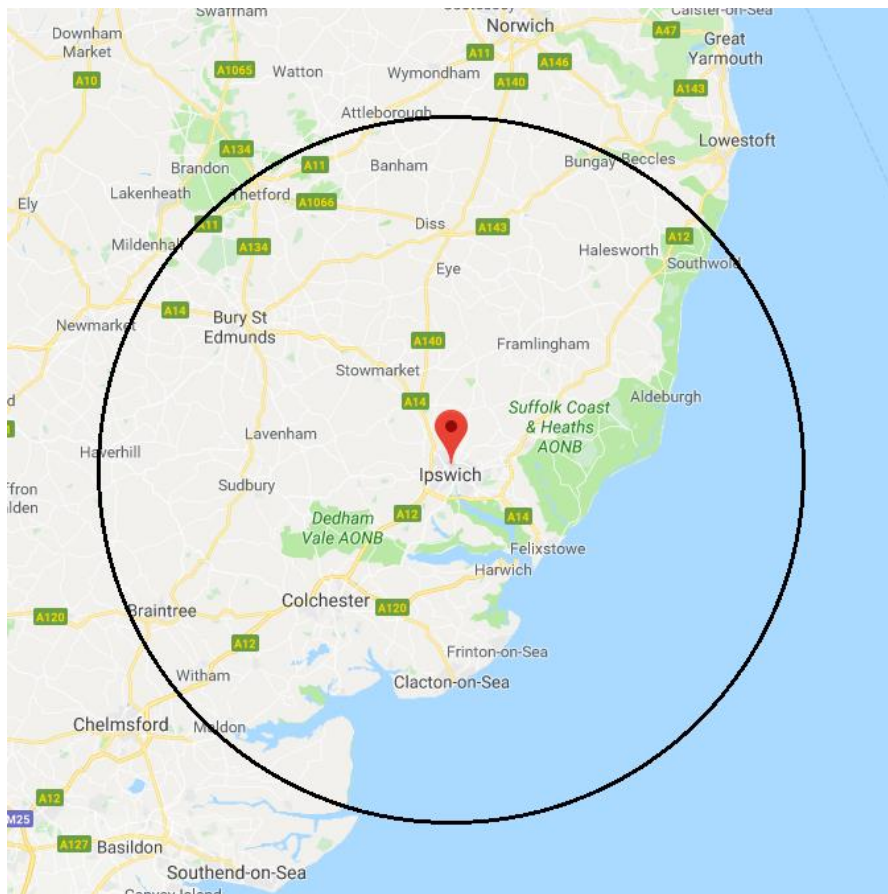 Swaffham
Caister-on-Sea
Downham
Market
Norwich
A47
Great
Yarmouth
A11
A146
A1065
Watton
Wymondham
A10
A140
A143
Attleborough
Lowestoft
A134
Brandon
A11
Banham
Bungay
Beccles
Lakenheath
Thetford
A1066
Ely
A11
Diss
A143
Mildenhall
A134
A12
Halesworth
Southwold
Eye
A14
Bury St
Edmunds
Newmarket
A140
Framlingham
Stowmarket
A14
Aldeburgh
Suffolk Coast
& Heaths
AONB
Lavenham
Haverhill
Ipswich
Sudbury
ffron
alden
A12
A14
Dedham
Vale AONB
Felixstowe
Harwich
Colchester
A120
Braintree
A120
A12
Frinton-on-Sea
Witham
Clacton-on-Sea
Chelmsford
Maldon
A12
M25
A127
Basildon
Southend-on-Sea